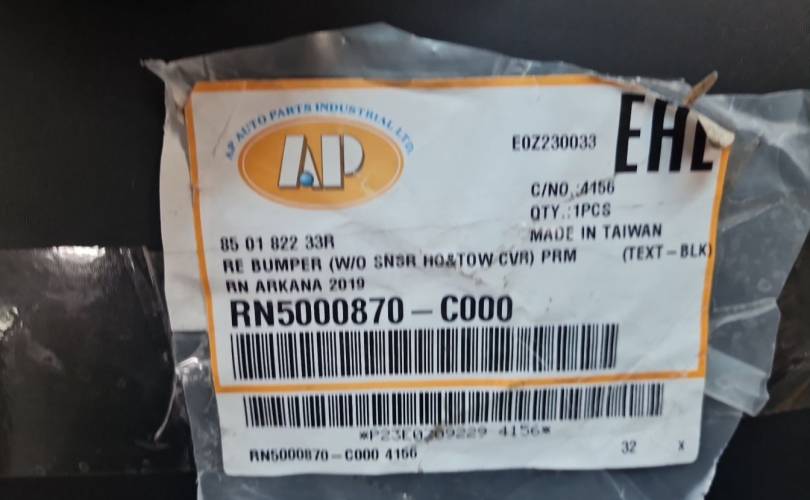 AP AUTO PARTS INDUSTRIAL LTD.
AP
E0Z230033
C/NO.:4156
QTY.:1PCS
MADE IN TAIWAN
85 01 822 33R
RE BUMPER (W/O SNSR HO&TOW CVR) PRM (TEXT-BLK)
RN ARKANA 2019
RN5000870-C000
4156*
RN5000870-C000 4156
32 X